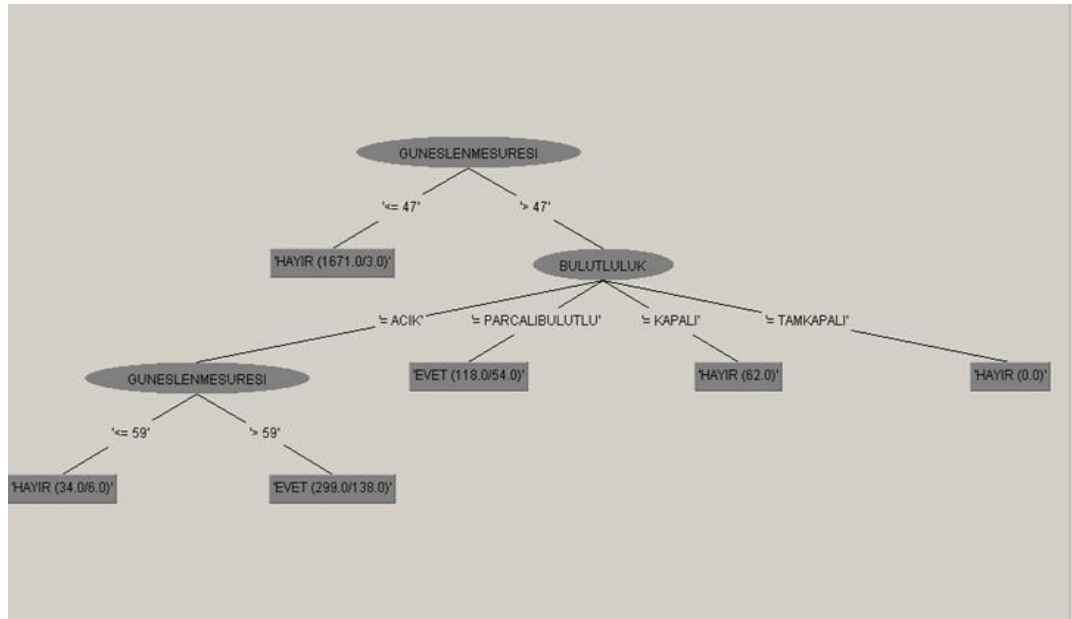 GUNESLENMESURESI
'<= 47'
'> 47'
'HAYIR (1671.0/3.0)'
BULUTLULUK
'= ACIK'
'= PARCALIBULUTLU'
'= KAPALI'
'= TAMKAPALI'
GUNESLENMESURESI
'EVET (118.0/54.0)'
'HAYIR (62.0)'
'HAYIR (0.0)'
'<= 59'
'> 59'
'HAYIR (34.0/6.0)'
'EVET (299.0/138.0)'